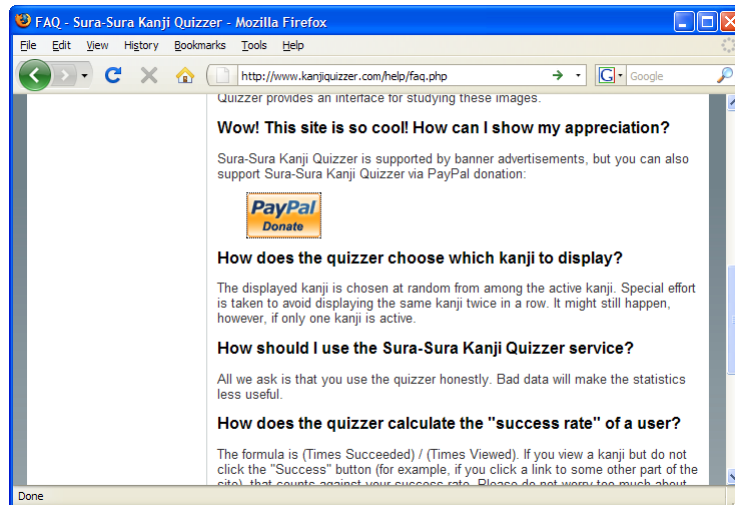 FAQ - Sura-Sura Kanji Quizzer - Mozilla Firefox
File Edit View History Bookmarks Tools Help
http://www.kanjiquizzer.com/help/faq.php G Google
Quizzer provides an interface for studying these images.
Wow! This site is so cool! How can I show my appreciation?
Sura-Sura Kanji Quizzer is supported by banner advertisements, but you can also
support Sura-Sura Kanji Quizzer via PayPal donation:
PayPal
Donate
How does the quizzer choose which kanji to display?
The displayed kanji is chosen at random from among the active kanji. Special effort
is taken to avoid displaying the same kanji twice in a row. It might still happen,
however, if only one kanji is active.
How should I use the Sura-Sura Kanji Quizzer service?
All we ask is that you use the quizzer honestly. Bad data will make the statistics
less useful.
How does the quizzer calculate the "success rate" of a user?
The formula is (Times Succeeded) / (Times Viewed). If you view a kanji but do not
click the "Success" button (for example, if you click a link to some other part of the
site), that counts against your success rate. Please do not worry too much about
Done